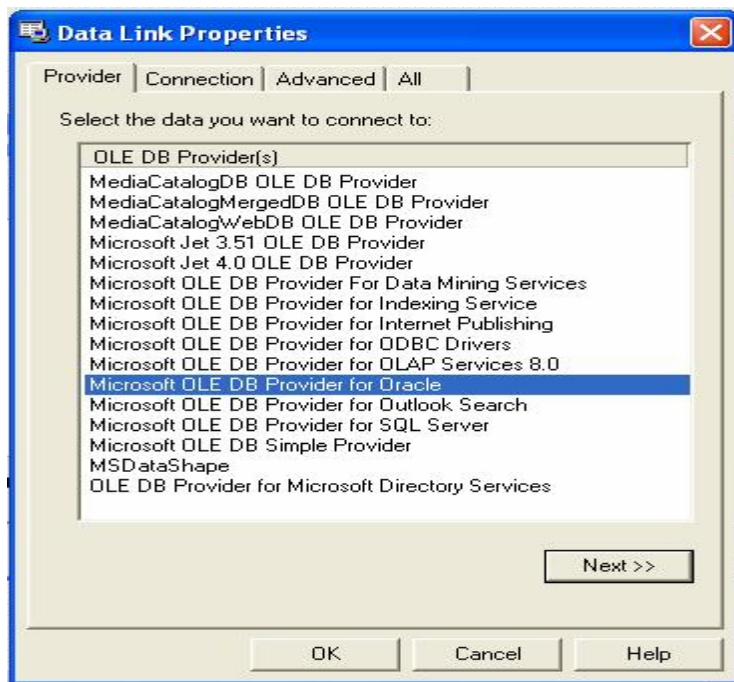 Data Link Properties
Provider Connection Advanced All
Select the data you want to connect to:
OLE DB Provider(s)
MediaCatalogDB OLE DB Provider
MediaCatalogMergedDB OLE DB Provider
MediaCatalogWebDB OLE DB Provider
Microsoft Jet 3.51 OLE DB Provider
Microsoft Jet 4.0 OLE DB Provider
Microsoft OLE DB Provider For Data Mining Services
Microsoft OLE DB Provider for Indexing Service
Microsoft OLE DB Provider for Internet Publishing
Microsoft OLE DB Provider for ODBC Drivers
Microsoft OLE DB Provider for OLAP Services 8.0
Microsoft OLE DB Provider for Oracle
Microsoft OLE DB Provider for Outlook Search
Microsoft OLE DB Provider for SQL Server
Microsoft OLE DB Simple Provider
MSDataShape
OLE DB Provider for Microsoft Directory Services
Next >>
OK Cancel Help